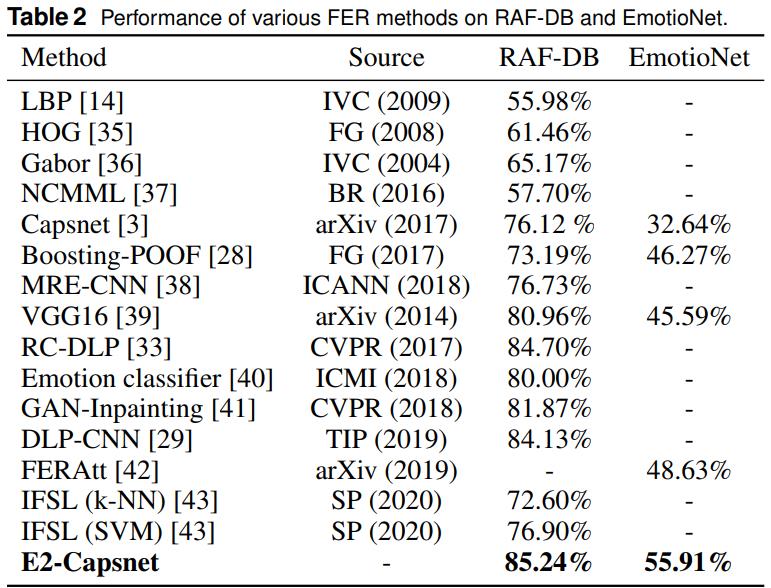 Table 2 Performance of various FER methods on RAF-DB and EmotioNet.
Method Source RAF-DB EmotioNet
LBP [14] IVC (2009) 55.98% -
HOG [35] FG (2008) 61.46% -
Gabor [36] IVC (2004) 65.17% -
NCMML [37] BR (2016) 57.70% -
Capsnet [3] arXiv (2017) 76.12 % 32.64%
Boosting-POOF [28] FG (2017) 73.19% 46.27%
MRE-CNN [38] ICANN (2018) 76.73% -
VGG16 [39] arXiv (2014) 80.96% 45.59%
RC-DLP [33] CVPR (2017) 84.70% -
Emotion classifier [40] ICMI (2018) 80.00% -
GAN-Inpainting [41] CVPR (2018) 81.87% -
DLP-CNN [29] TIP (2019) 84.13% -
FERAtt [42] arXiv (2019) - 48.63%
IFSL (k-NN) [43] SP (2020) 72.60% -
IFSL (SVM) [43] SP (2020) 76.90% -
E2-Capsnet - 85.24% 55.91%